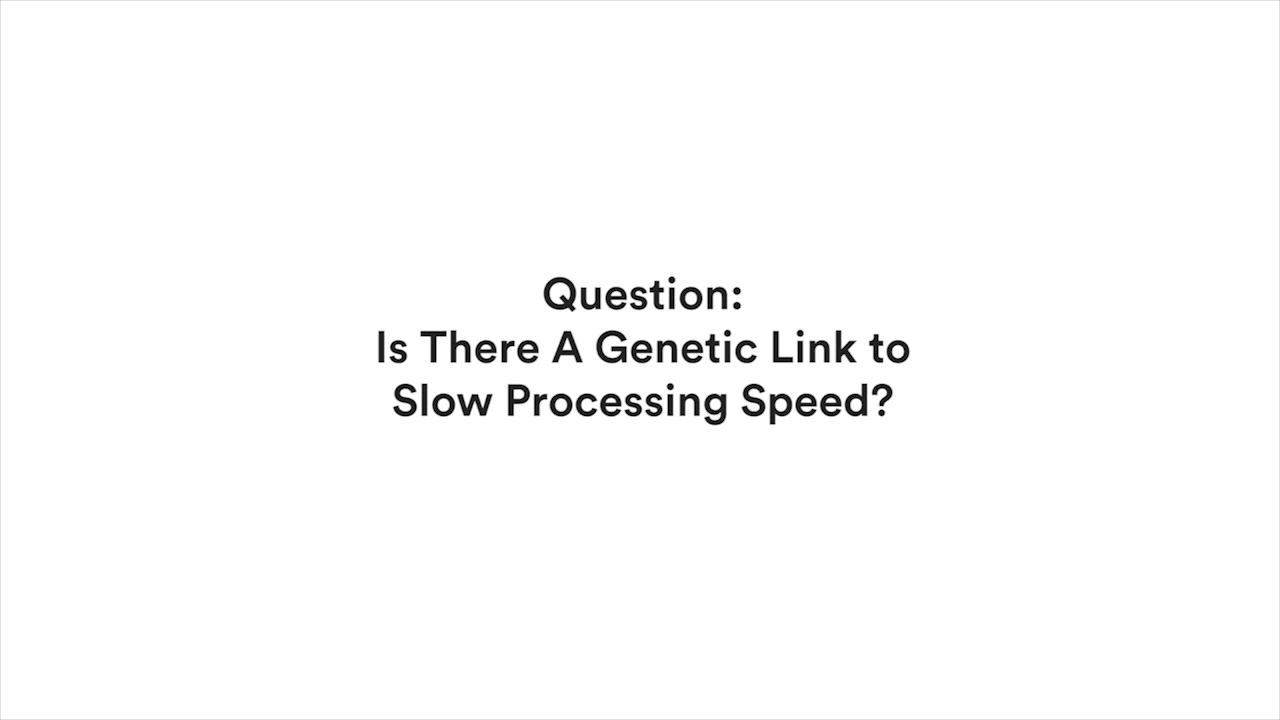 Question:
Is There A Genetic Link to
Slow Processing Speed?